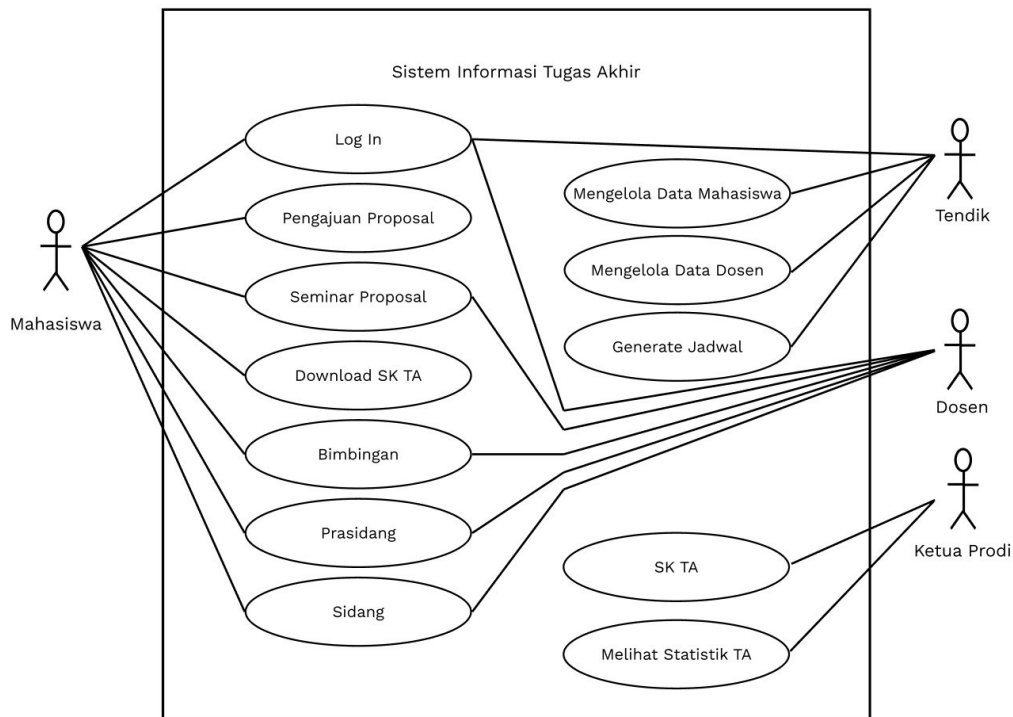 Sistem Informasi Tugas Akhir
Log In
Pengajuan Proposal
Seminar Proposal
Download SK TA
Bimbingan
Prasidang
Sidang
Mengelola Data Mahasiswa
Mengelola Data Dosen
Generate Jadwal
SK TA
Melihat Statistik TA
Mahasiswa
Tendik
Dosen
Ketua Prodi